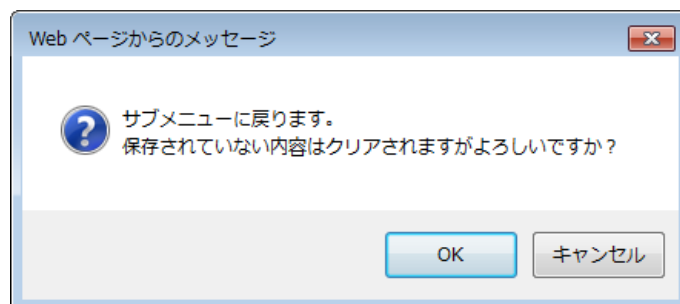 Web ページからのメッセージ
サブメニューに戻ります。
保存されていない内容はクリアされますがよろしいですか？
OK
キャンセル